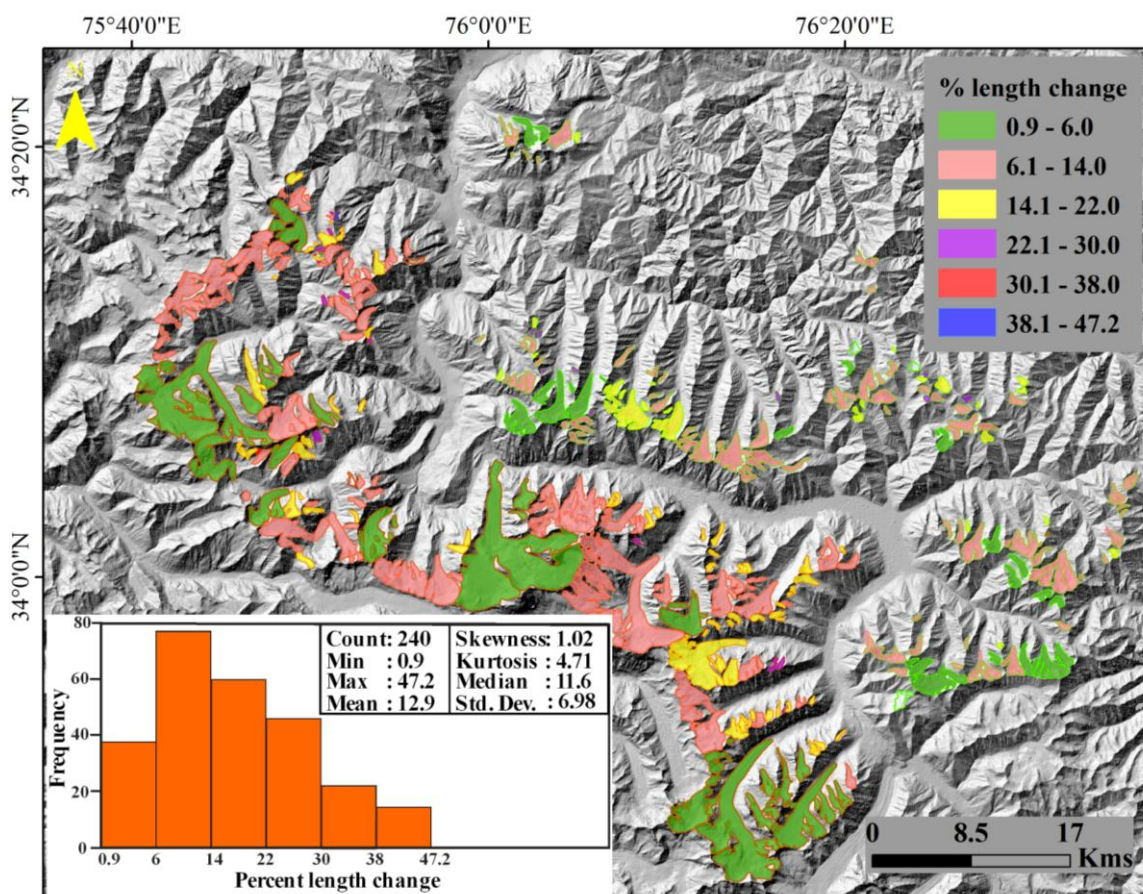 75°40'0"E 76°0'0"E 76°20'0"E
N
34°20'0"N
34°0'0"N
% length change
0.9 - 6.0
6.1 - 14.0
14.1 - 22.0
22.1 - 30.0
30.1 - 38.0
38.1 - 47.2
80
60
40
20
0
Frequency
Count: 240 Skewness: 1.02
Min : 0.9 Kurtosis : 4.71
Max : 47.2 Median : 11.6
Mean : 12.9 Std. Dev. : 6.98
0.9 6 14 22 30 38 47.2
Percent length change
0 8.5 17
Kms